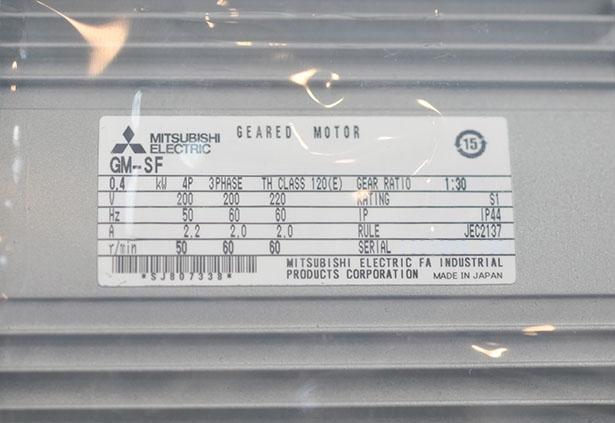 MITSUBISHI ELECTRIC GEARED MOTOR 15
GM-SF
0.4 kW 4P 3PHASE TH CLASS 120(E) GEAR RATIO 1:30
V 200 200 220 RATING S1
Hz 50 60 60 IP IP44
A 2.2 2.0 2.0 RULE JEC2137
r/min 50 60 60 SERIAL
MITSUBISHI ELECTRIC FA INDUSTRIAL
*SJ807338* PRODUCTS CORPORATION MADE IN JAPAN